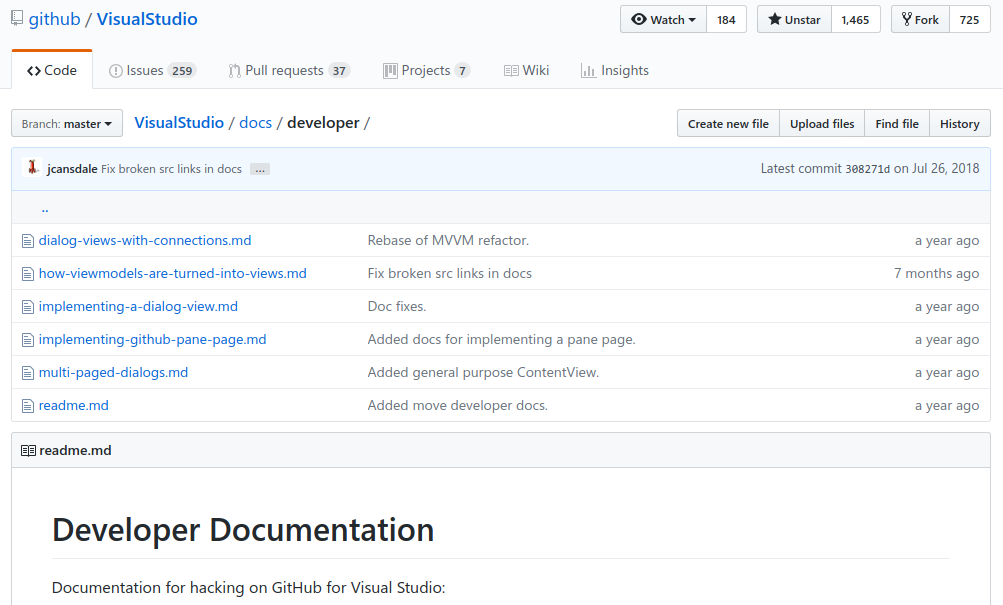 github / VisualStudio Watch 184 Unstar 1,465 Fork 725
Code Issues 259 Pull requests 37 Projects 7 Wiki Insights
Branch: master VisualStudio / docs / developer / Create new file Upload files Find file History
jcansdale Fix broken src links in docs ... Latest commit 308271d on Jul 26, 2018
..
dialog-views-with-connections.md Rebase of MVVM refactor. a year ago
how-viewmodels-are-turned-into-views.md Fix broken src links in docs 7 months ago
implementing-a-dialog-view.md Doc fixes. a year ago
implementing-github-pane-page.md Added docs for implementing a pane page. a year ago
multi-paged-dialogs.md Added general purpose ContentView. a year ago
readme.md Added move developer docs. a year ago
readme.md
Developer Documentation
Documentation for hacking on GitHub for Visual Studio: